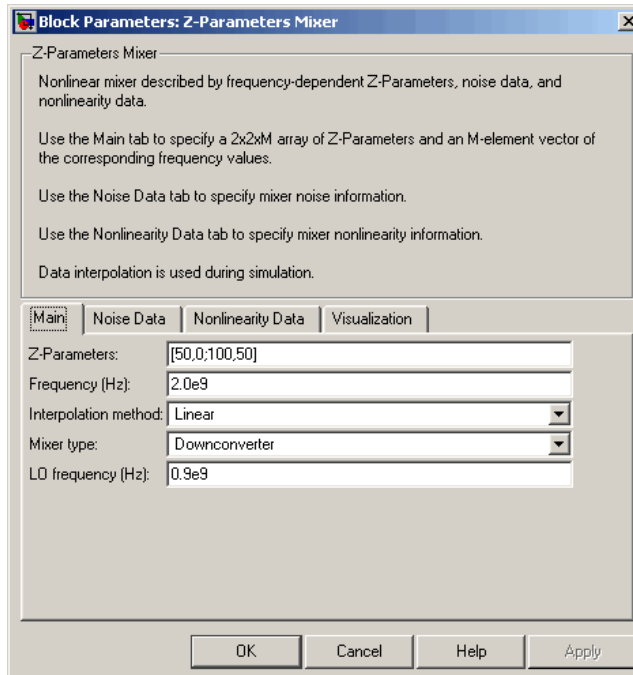 Block Parameters: Z-Parameters Mixer
Z-Parameters Mixer
Nonlinear mixer described by frequency-dependent Z-Parameters, noise data, and
nonlinearity data.
Use the Main tab to specify a 2x2xM array of Z-Parameters and an M-element vector of
the corresponding frequency values.
Use the Noise Data tab to specify mixer noise information.
Use the Nonlinearity Data tab to specify mixer nonlinearity information.
Data interpolation is used during simulation.
Main Noise Data Nonlinearity Data Visualization
Z-Parameters: [50,0;100,50]
Frequency (Hz): 2.0e9
Interpolation method: Linear
Mixer type: Downconverter
LO frequency (Hz): 0.9e9
OK Cancel Help Apply